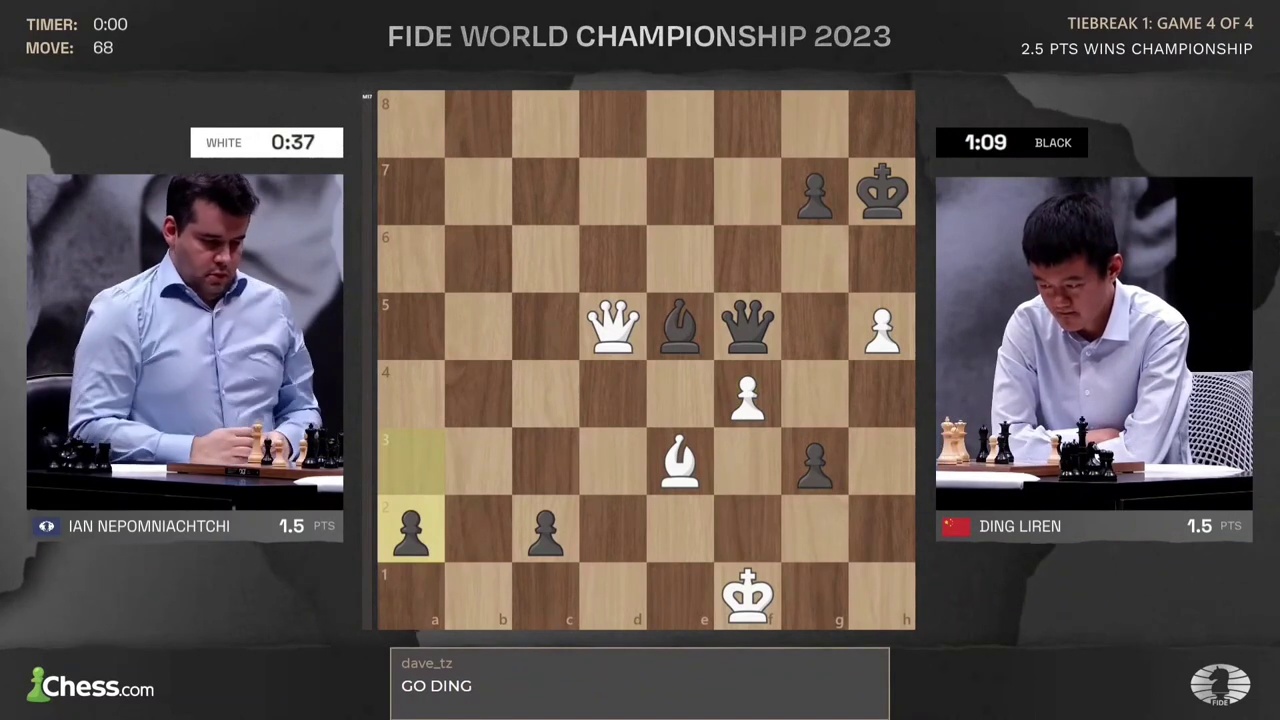 TIMER: 0:00
MOVE: 68
FIDE WORLD CHAMPIONSHIP 2023
TIEBREAK 1: GAME 4 OF 4
2.5 PTS WINS CHAMPIONSHIP
WHITE 0:37
1:09 BLACK
8
7
6
5
4
3
2
1
a b c d e f g h
IAN NEPOMNIACHTCHI 1.5 PTS
DING LIREN 1.5 PTS
dave_tz
GO DING
Chess.com
FIDE